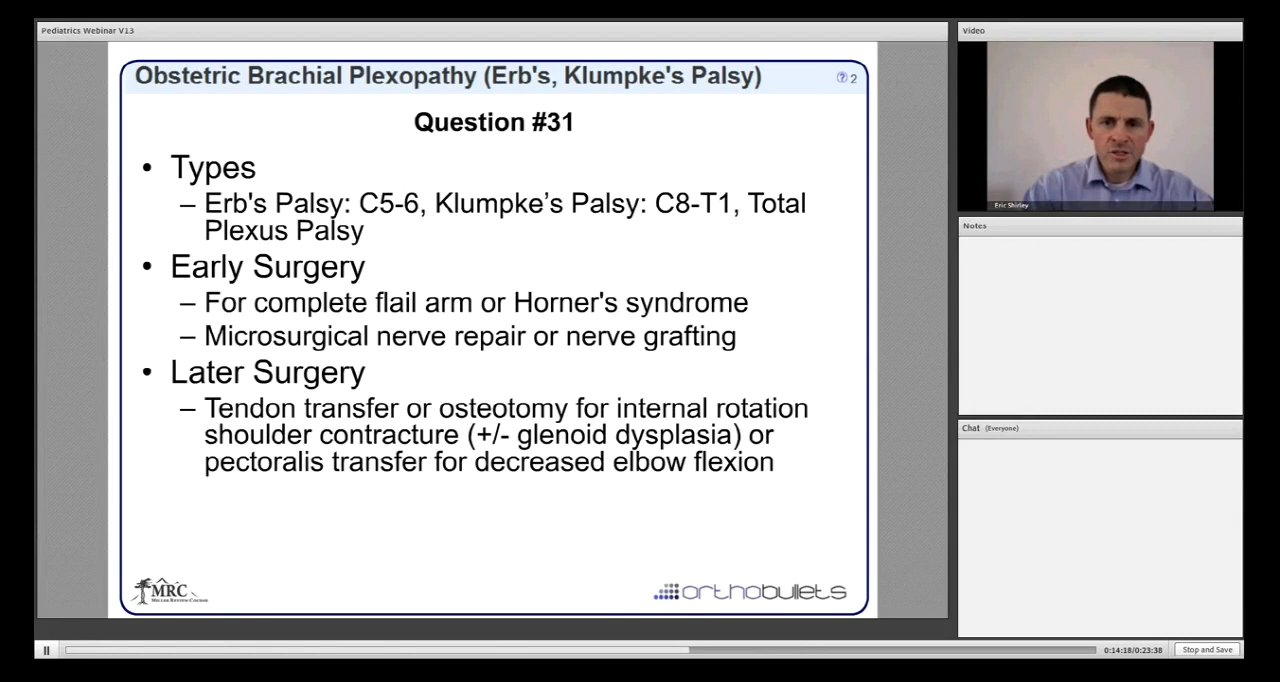 Pediatrics Webinar V13
Obstetric Brachial Plexopathy (Erb's, Klumpke's Palsy)
2
Question #31
• Types
– Erb's Palsy: C5-6, Klumpke’s Palsy: C8-T1, Total
Plexus Palsy
• Early Surgery
– For complete flail arm or Horner's syndrome
– Microsurgical nerve repair or nerve grafting
• Later Surgery
– Tendon transfer or osteotomy for internal rotation
shoulder contracture (+/- glenoid dysplasia) or
pectoralis transfer for decreased elbow flexion
MRC
Miller Review Course
orthobullets
Video
Eric Shirley
Notes
Chat (Everyone)
0:14:18/0:23:38
Stop and Save